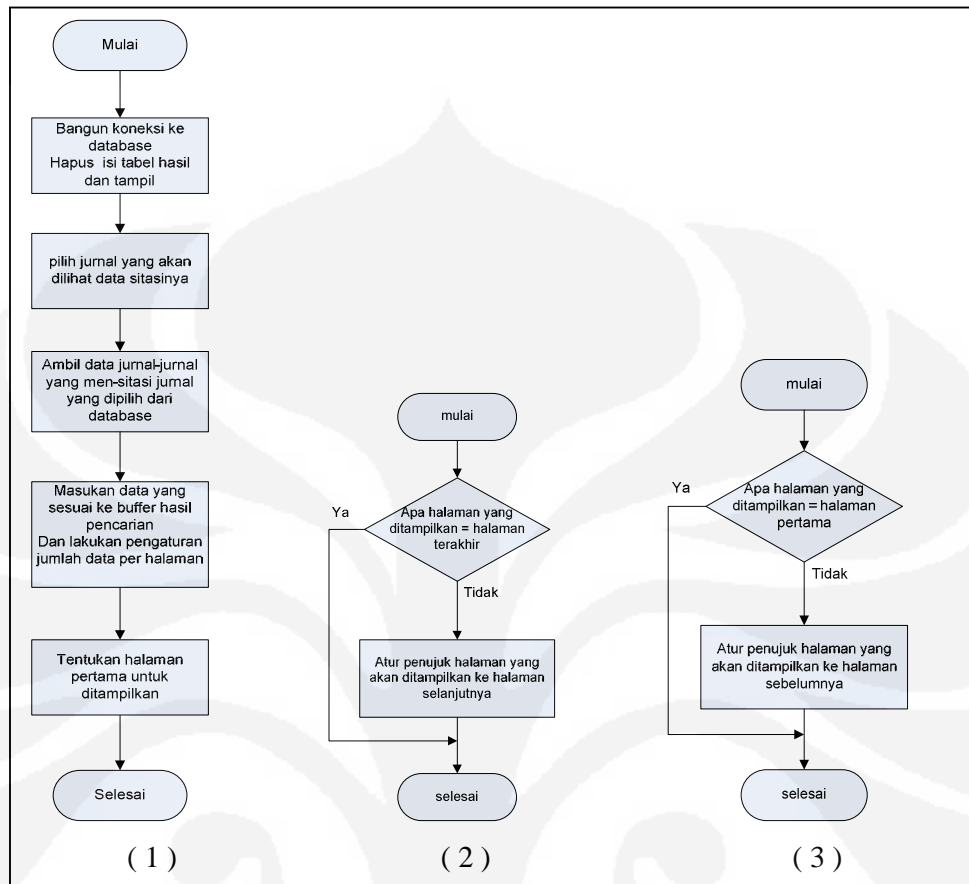 Mulai
Bangun koneksi ke
database
Hapus isi tabel hasil
dan tampil
pilih jurnal yang akan
dilihat data sitasinya
Ambil data jurnal-jurnal
yang men-sitasi jurnal
yang dipilih dari
database
Masukan data yang
sesuai ke buffer hasil
pencarian
Dan lakukan pengaturan
jumlah data per halaman
Tentukan halaman
pertama untuk
ditampilkan
Selesai
( 1 )
mulai
Apa halaman yang
ditampilkan = halaman
terakhir
Ya
Tidak
Atur penujuk halaman yang
akan ditampilkan ke halaman
selanjutnya
selesai
( 2 )
mulai
Apa halaman yang
ditampilkan = halaman
pertama
Ya
Tidak
Atur penujuk halaman yang
akan ditampilkan ke halaman
sebelumnya
selesai
( 3 )